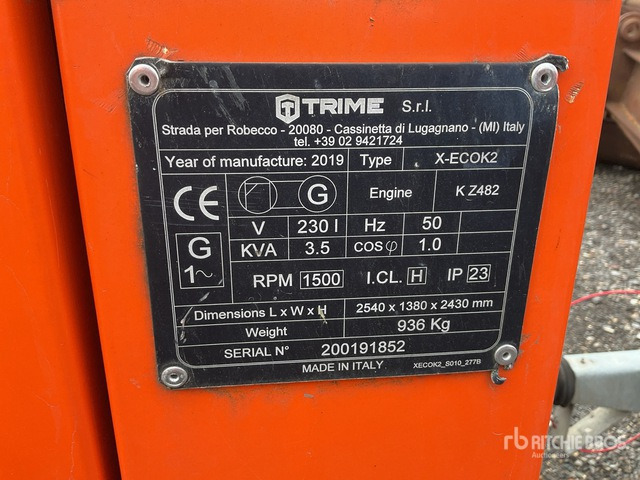 TRIME S.r.l.
Strada per Robecco - 20080 - Cassinetta di Lugagnano - (MI) Italy
tel. +39 02 9421724
Year of manufacture: 2019 Type X-ECOK2
CE G Engine K Z482
V 230 I Hz 50
KVA 3.5 COS φ 1.0
G
1~
RPM 1500 I.CL. H IP 23
Dimensions L x W x H 2540 x 1380 x 2430 mm
Weight 936 Kg
SERIAL N° 200191852
MADE IN ITALY XECOK2_S010_277B
rb RITCHIE BROS.
Auctioneers